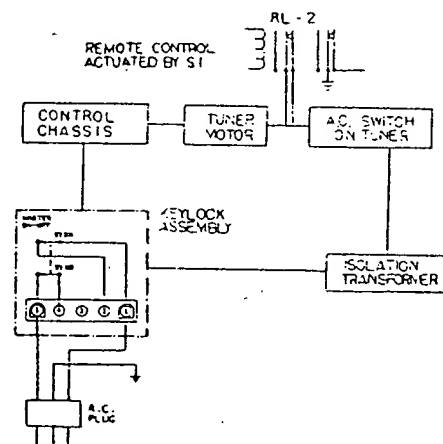 RL - 2
REMOTE CONTROL
ACTUATED BY S1
CONTROL
CHASSIS
TUNER
MOTOR
A.C. SWITCH
ON TUNER
MASTER
KEYLOCK
ASSEMBLY
ISOLATION
TRANSFORMER
A.C.
PLUG